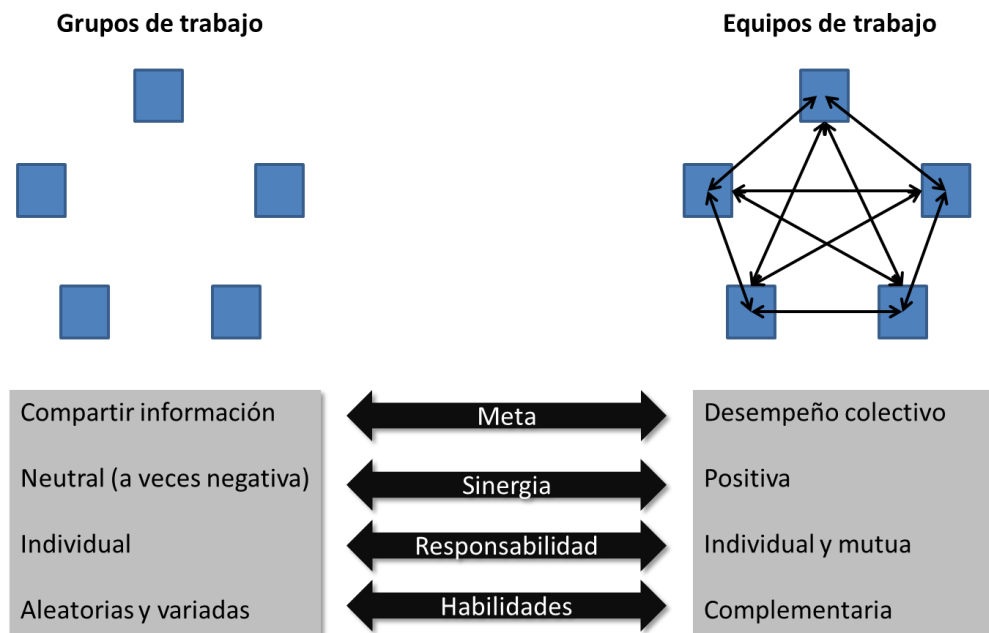 Grupos de trabajo
Equipos de trabajo
Compartir información
Meta
Desempeño colectivo
Neutral (a veces negativa)
Sinergia
Positiva
Individual
Responsabilidad
Individual y mutua
Aleatorias y variadas
Habilidades
Complementaria